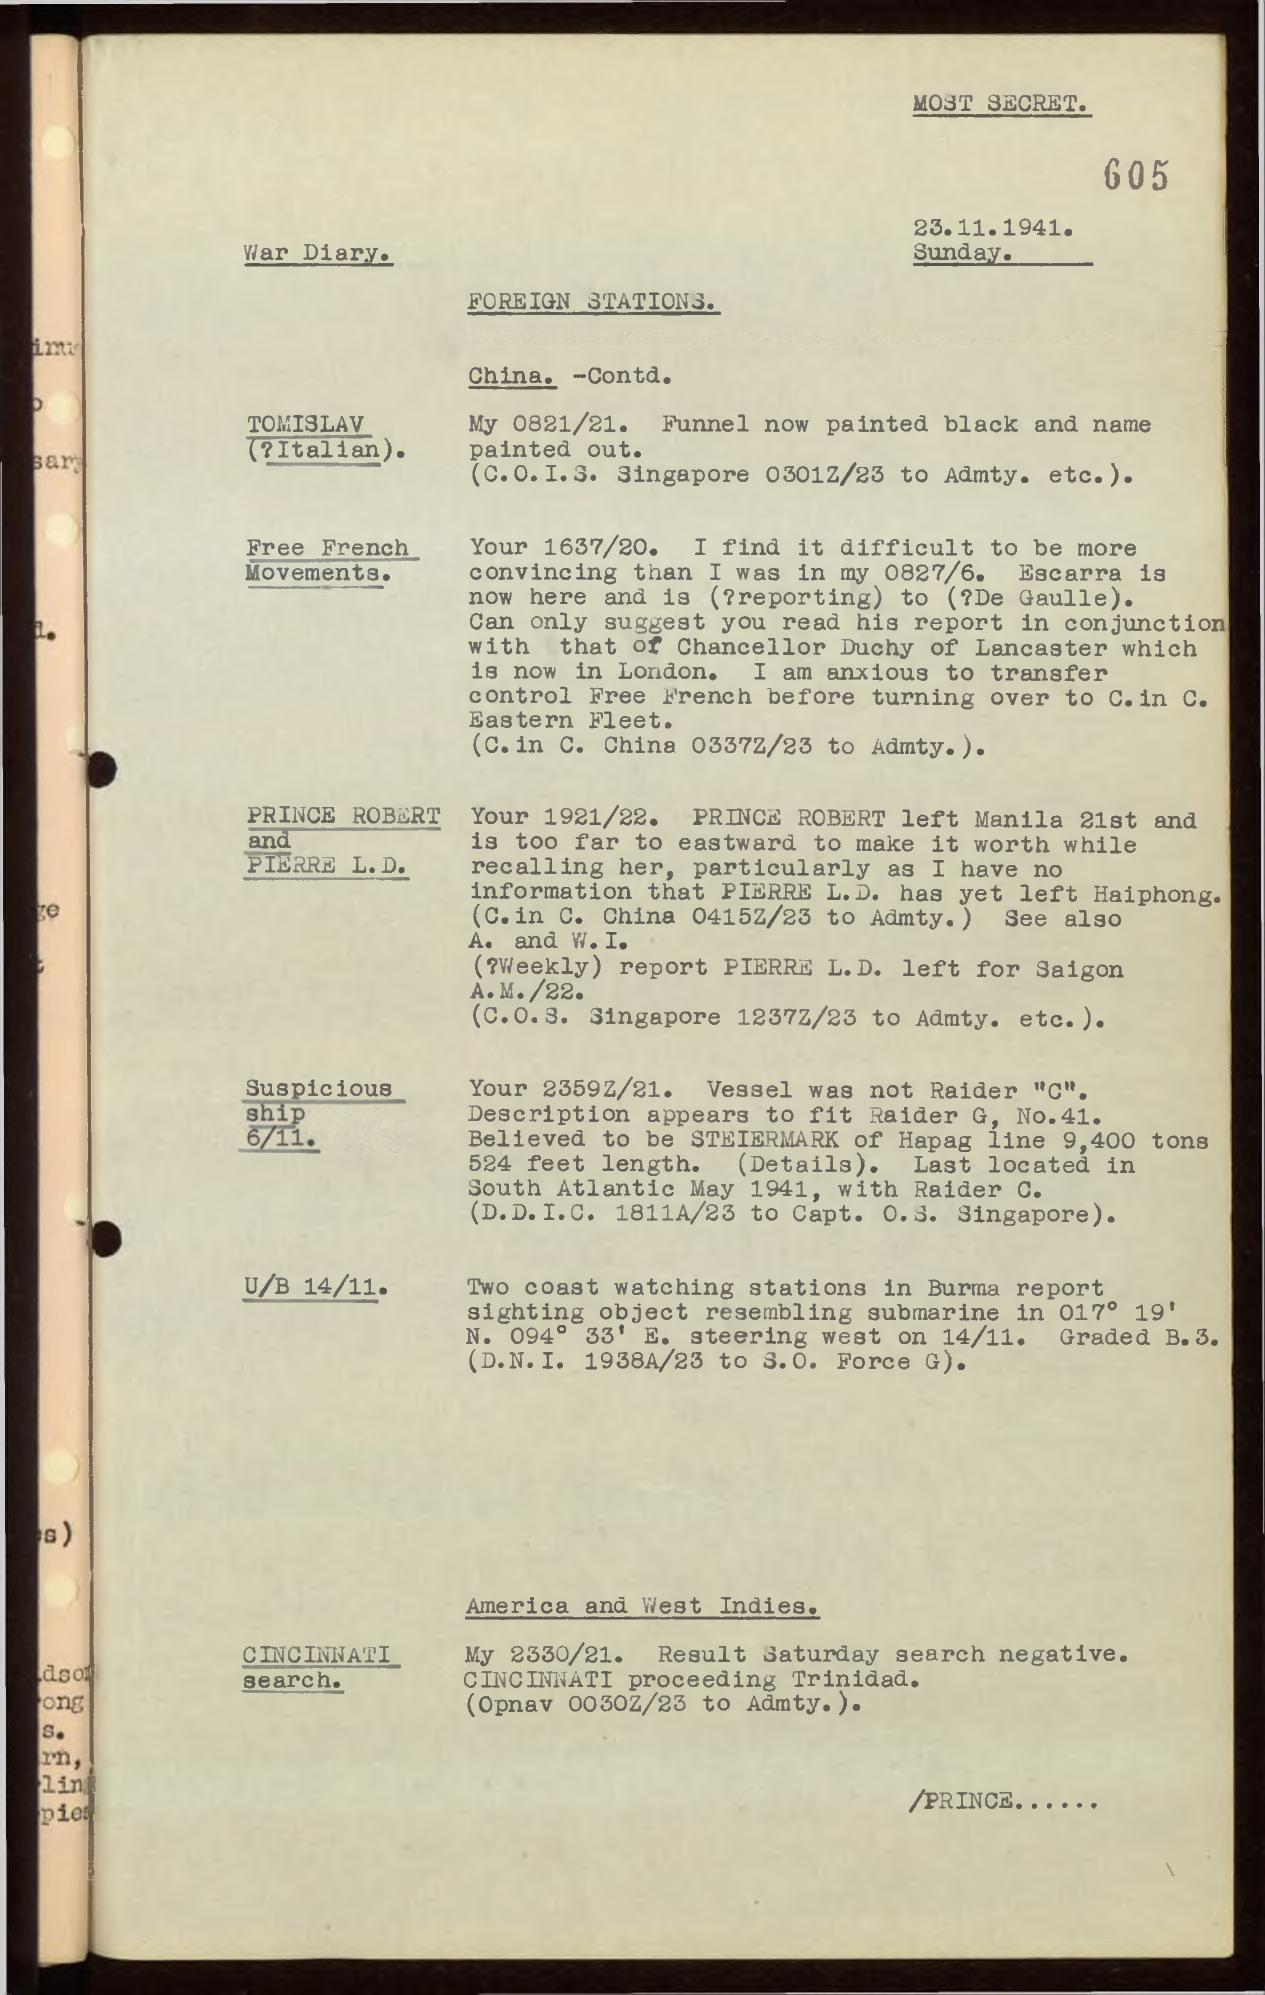 MOST SECRET.
605
23.11.1941.
War Diary.
Sunday.
FOREIGN STATIONS.
China. -Contd.
TOMISLAV
(?Italian).
My 0821/21. Funnel now painted black and name
painted out.
(C.O.I.S. Singapore 0301Z/23 to Admty. etc.).
Free French
Movements.
Your 1637/20. I find it difficult to be more
convincing than I was in my 0827/6. Escarra is
now here and is (?reporting) to (?De Gaulle).
Can only suggest you read his report in conjunction
with that of Chancellor Duchy of Lancaster which
is now in London. I am anxious to transfer
control Free French before turning over to C.in C.
Eastern Fleet.
(C.in C. China 0337Z/23 to Admty.).
PRINCE ROBERT
and
PIERRE L.D.
Your 1921/22. PRINCE ROBERT left Manila 21st and
is too far to eastward to make it worth while
recalling her, particularly as I have no
information that PIERRE L.D. has yet left Haiphong.
(C.in C. China 0415Z/23 to Admty.) See also
A. and W.I.
(?Weekly) report PIERRE L.D. left for Saigon
A.M./22.
(C.O.S. Singapore 1237Z/23 to Admty. etc.).
Suspicious
ship
6/11.
Your 2359Z/21. Vessel was not Raider "C".
Description appears to fit Raider G, No.41.
Believed to be STEIERMARK of Hapag line 9,400 tons
524 feet length. (Details). Last located in
South Atlantic May 1941, with Raider C.
(D.D.I.C. 1811A/23 to Capt. O.S. Singapore).
U/B 14/11.
Two coast watching stations in Burma report
sighting object resembling submarine in 017° 19'
N. 094° 33' E. steering west on 14/11. Graded B.3.
(D.N.I. 1938A/23 to S.O. Force G).
America and West Indies.
CINCINNATI
search.
My 2330/21. Result Saturday search negative.
CINCINNATI proceeding Trinidad.
(Opnav 0030Z/23 to Admty.).
/PRINCE......